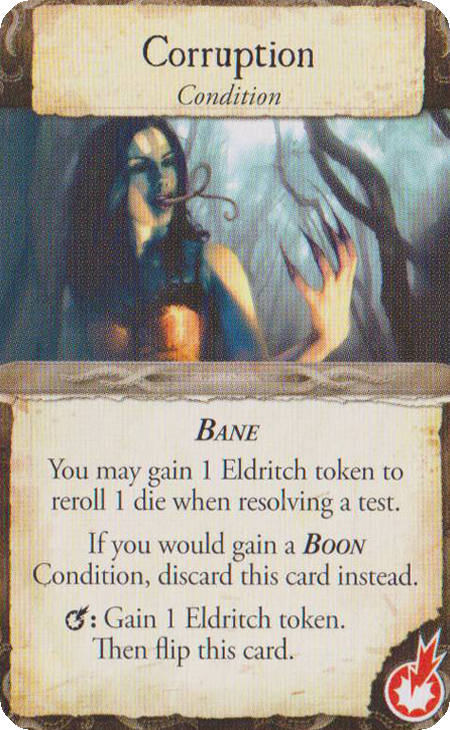 Corruption
Condition
BANE
You may gain 1 Eldritch token to
reroll 1 die when resolving a test.
If you would gain a BOON
Condition, discard this card instead.
: Gain 1 Eldritch token.
Then flip this card.